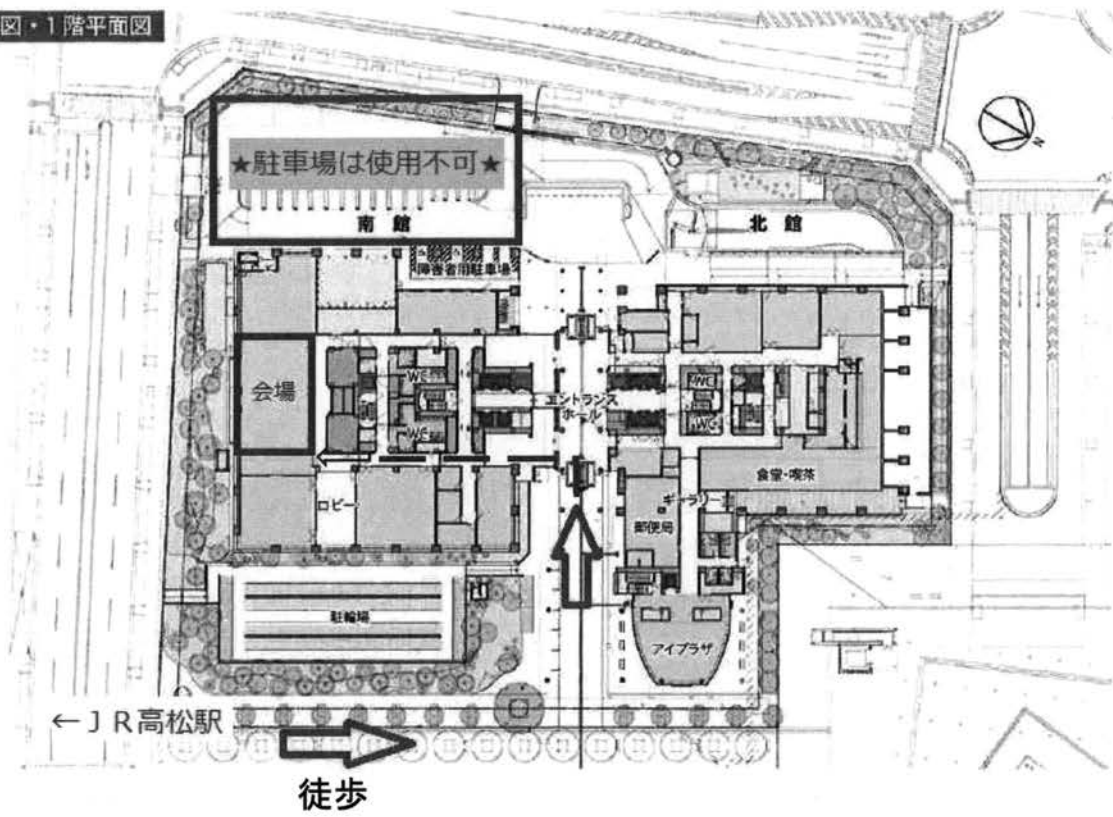 図・1階平面図
N
★駐車場は使用不可★
南館
北館
障害者用駐車場
会場
WC
WC
WC
WC
エントランス
ホール
ロビー
郵便局
ギャラリー
食堂・喫茶
駐輪場
アイプラザ
←JR高松駅
徒歩